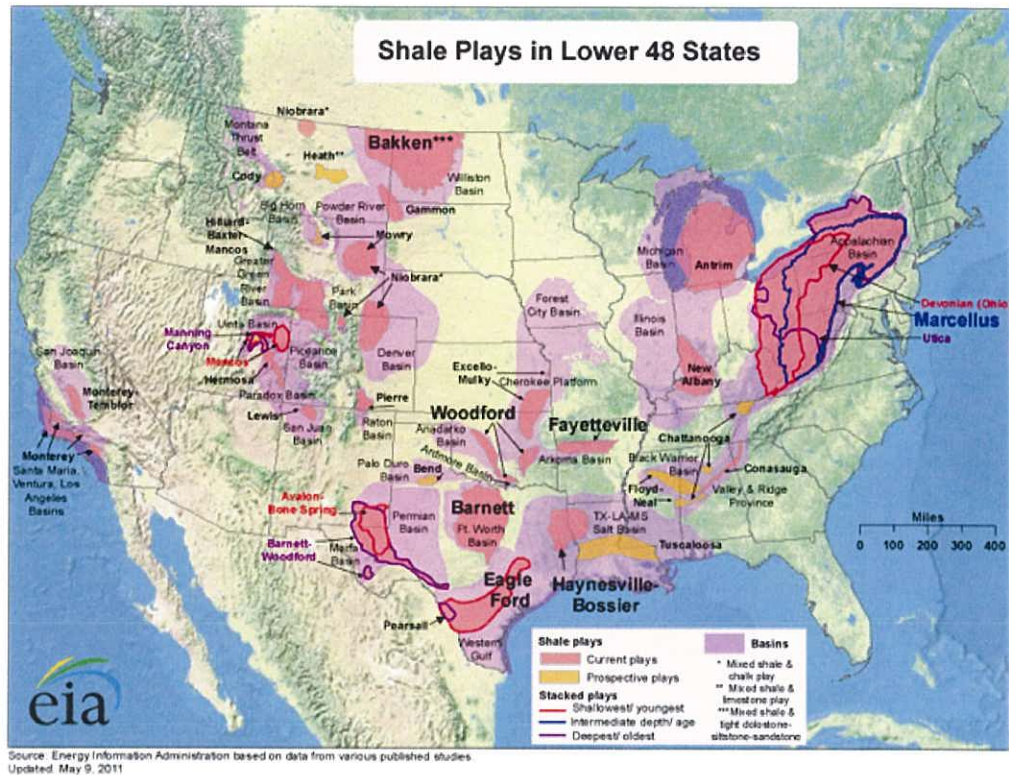 Shale Plays in Lower 48 States
Niobrara*
Montana
Thrust
Belt
Bakken***
Heath**
Cody
Williston
Basin
Big Horn
Basin
Powder River
Basin
Gammon
Hilliard-
Baxter-
Mancos
Mowry
Greater
Green
River
Basin
Niobrara*
Park
Basin
Michigan
Basin
Antrim
Appalachian
Basin
Devonian (Ohio
Marcellus
Utica
Forest
City Basin
Illinois
Basin
Uinta Basin
Manning
Canyon
Mancos
Piceance
Basin
Denver
Basin
San Joaquin
Basin
Hermosa
Paradox Basin
Monterey-
Temblor
Excello-
Mulky
Cherokee Platform
New
Albany
Pierre
Lewis
San Juan
Basin
Raton
Basin
Woodford
Anadarko
Basin
Fayetteville
Chattanooga
Ardmore Basin
Arkoma Basin
Black Warrior
Basin
Conasauga
Monterey
Santa Maria,
Ventura, Los
Angeles
Basins
Palo Duro
Basin
Bend
Floyd-
Neal
Valley & Ridge
Province
Avalon-
Bone Spring
Permian
Basin
Barnett
Ft. Worth
Basin
TX-LA-MS
Salt Basin
Tuscaloosa
Miles
0 100 200 300 400
Barnett-
Woodford
Marfa
Basin
Eagle
Ford
Haynesville-
Bossier
Pearsall
Western
Gulf
Shale plays
Current plays
Prospective plays
Stacked plays
Shallowest/ youngest
Intermediate depth/ age
Deepest/ oldest
Basins
* Mixed shale &
chalk play
** Mixed shale &
limestone play
***Mixed shale &
tight dolostone-
siltstone-sandstone
eia
Source: Energy Information Administration based on data from various published studies.
Updated: May 9, 2011